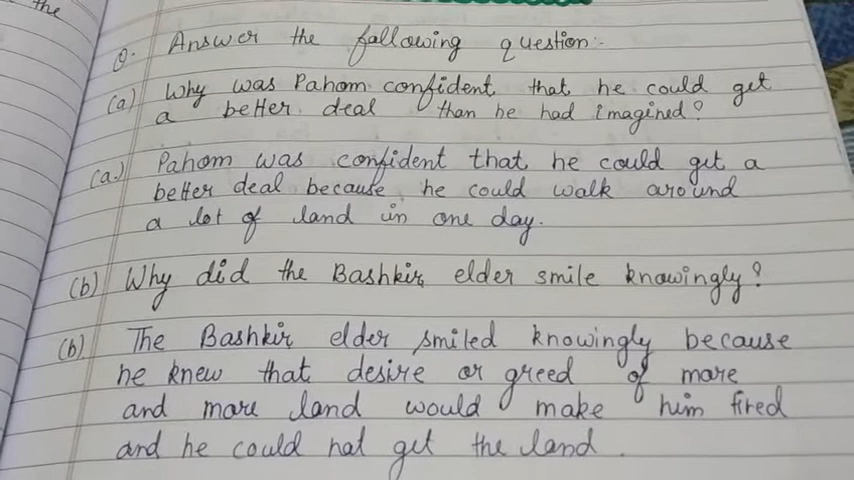 the
Q. Answer the following question:-
(a) Why was Pahom confident that he could get
a better deal than he had imagined?
(a.) Pahom was confident that he could get a
better deal because he could walk around
a lot of land in one day.
(b) Why did the Bashkir elder smile knowingly?
(b) The Bashkir elder smiled knowingly because
he knew that desire or greed of more
and more land would make him tired
and he could not get the land.